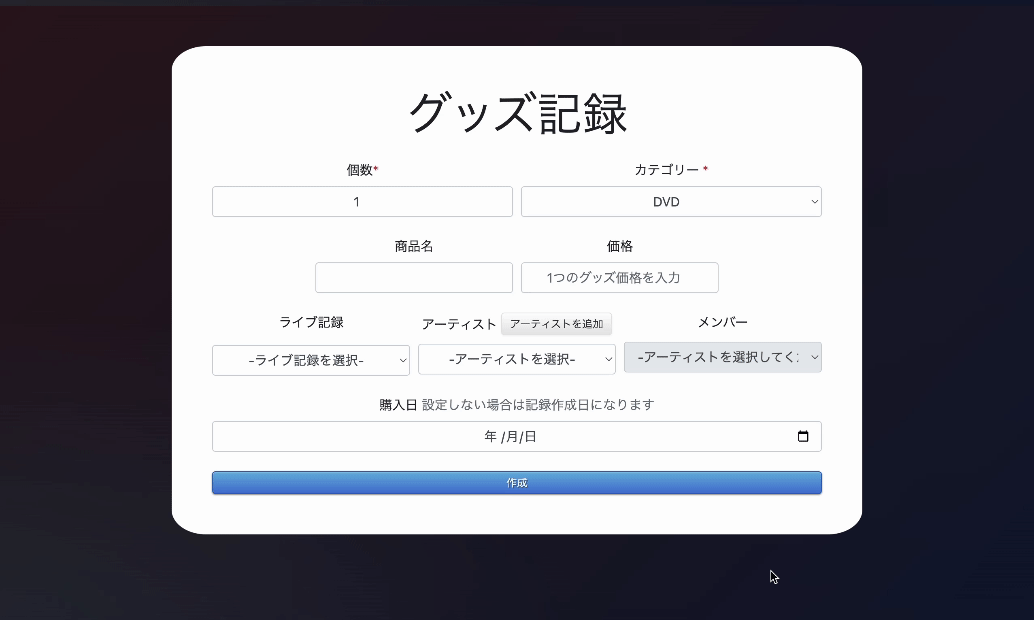 グッズ記録
個数* カテゴリー *
1 DVD
商品名 価格
1つのグッズ価格を入力
ライブ記録 アーティスト アーティストを追加 メンバー
-ライブ記録を選択- -アーティストを選択- -アーティストを選択してく
購入日 設定しない場合は記録作成日になります
年 /月/日
作成